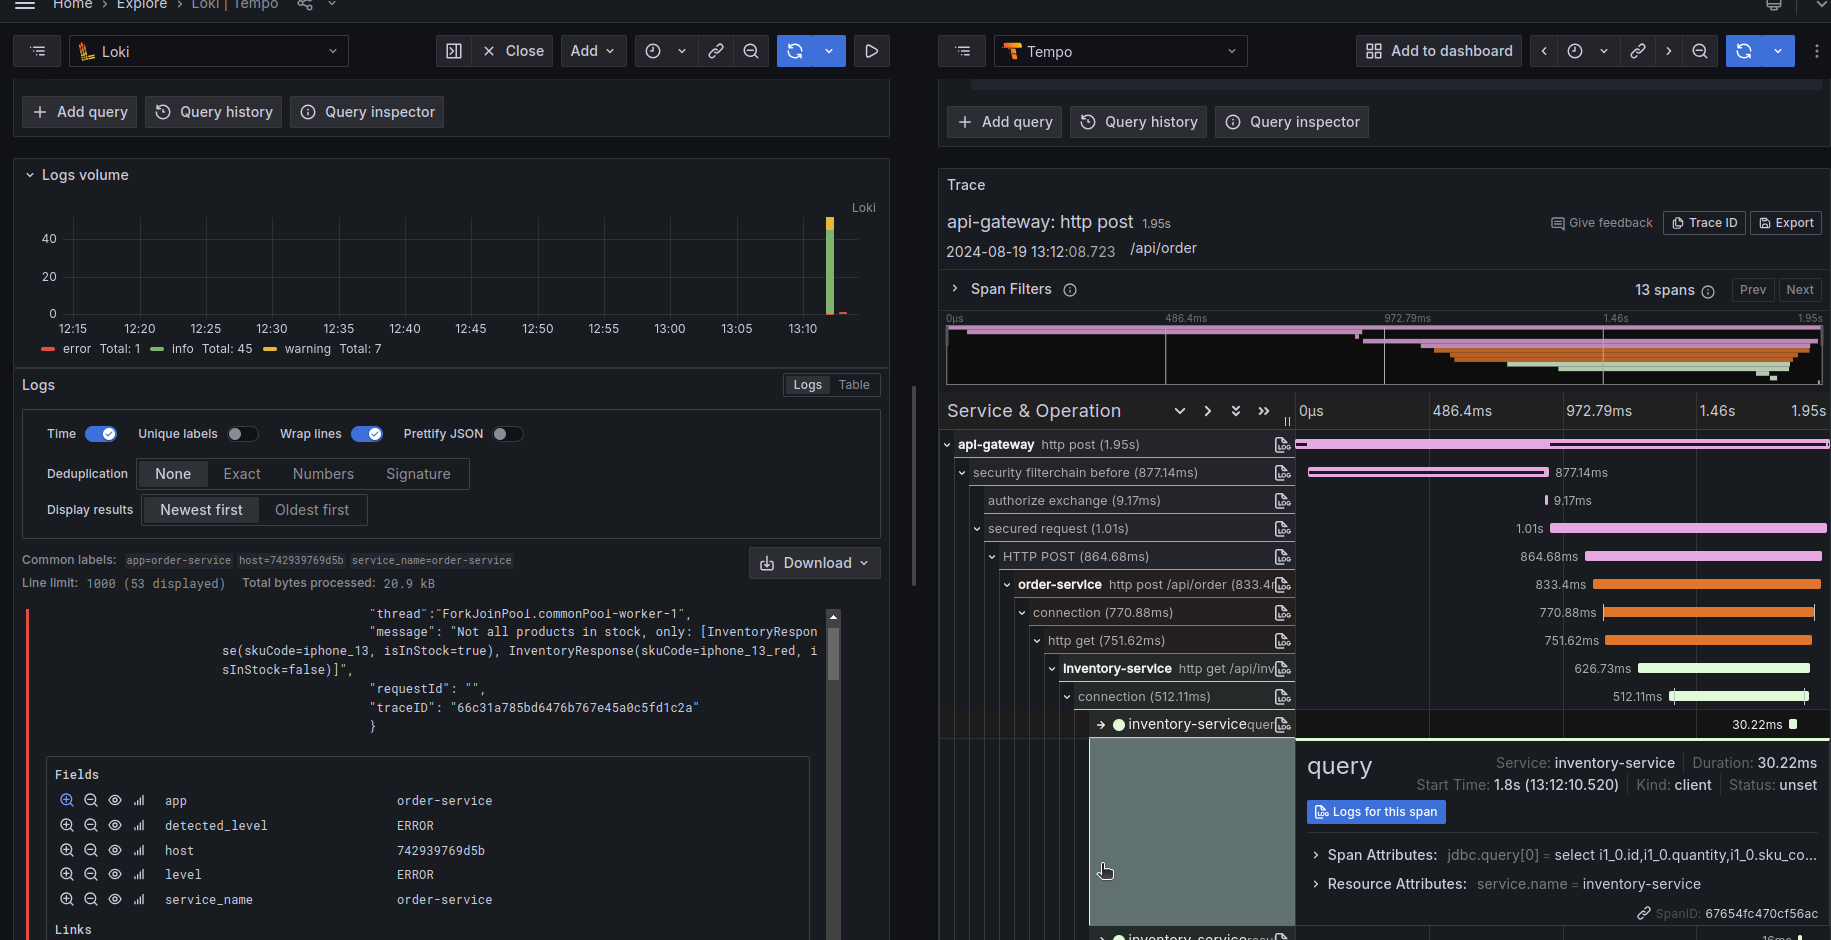 Home › Explore › Loki | Tempo
Loki
Close
Add
Add query
Query history
Query inspector
Logs volume
Loki
40
20
0
12:15 12:20 12:25 12:30 12:35 12:40 12:45 12:50 12:55 13:00 13:05 13:10
error Total: 1 info Total: 45 warning Total: 7
Logs
Logs Table
Time Unique labels Wrap lines Prettify JSON
Deduplication None Exact Numbers Signature
Display results Newest first Oldest first
Common labels: app=order-service host=742939769d5b service_name=order-service
Line limit: 1000 (53 displayed) Total bytes processed: 20.9 kB
Download
"thread":"ForkJoinPool.commonPool-worker-1",
"message": "Not all products in stock, only: [InventoryRespon
se(skuCode=iphone_13, isInStock=true), InventoryResponse(skuCode=iphone_13_red, i
sInStock=false)]",
"requestId": "",
"traceID": "66c31a785bd6476b767e45a0c5fd1c2a"
}
Fields
app order-service
detected_level ERROR
host 742939769d5b
level ERROR
service_name order-service
Links
Tempo
Add to dashboard
Add query
Query history
Query inspector
Trace
api-gateway: http post 1.95s
Give feedback
Trace ID
Export
2024-08-19 13:12:08.723 /api/order
Span Filters
13 spans
Prev
Next
0μs 486.4ms 972.79ms 1.46s 1.95s
Service & Operation
0μs 486.4ms 972.79ms 1.46s 1.95s
api-gateway http post (1.95s)
security filterchain before (877.14ms) 877.14ms
authorize exchange (9.17ms) 9.17ms
secured request (1.01s) 1.01s
HTTP POST (864.68ms) 864.68ms
order-service http post /api/order (833.4m 833.4ms
connection (770.88ms) 770.88ms
http get (751.62ms) 751.62ms
inventory-service http get /api/inv 626.73ms
connection (512.11ms) 512.11ms
inventory-service quer 30.22ms
query
Service: inventory-service Duration: 30.22ms
Start Time: 1.8s (13:12:10.520) Kind: client Status: unset
Logs for this span
Span Attributes: jdbc.query[0] = select i1_0.id,i1_0.quantity,i1_0.sku_co...
Resource Attributes: service.name = inventory-service
SpanID: 67654fc470cf56ac
inventory-service